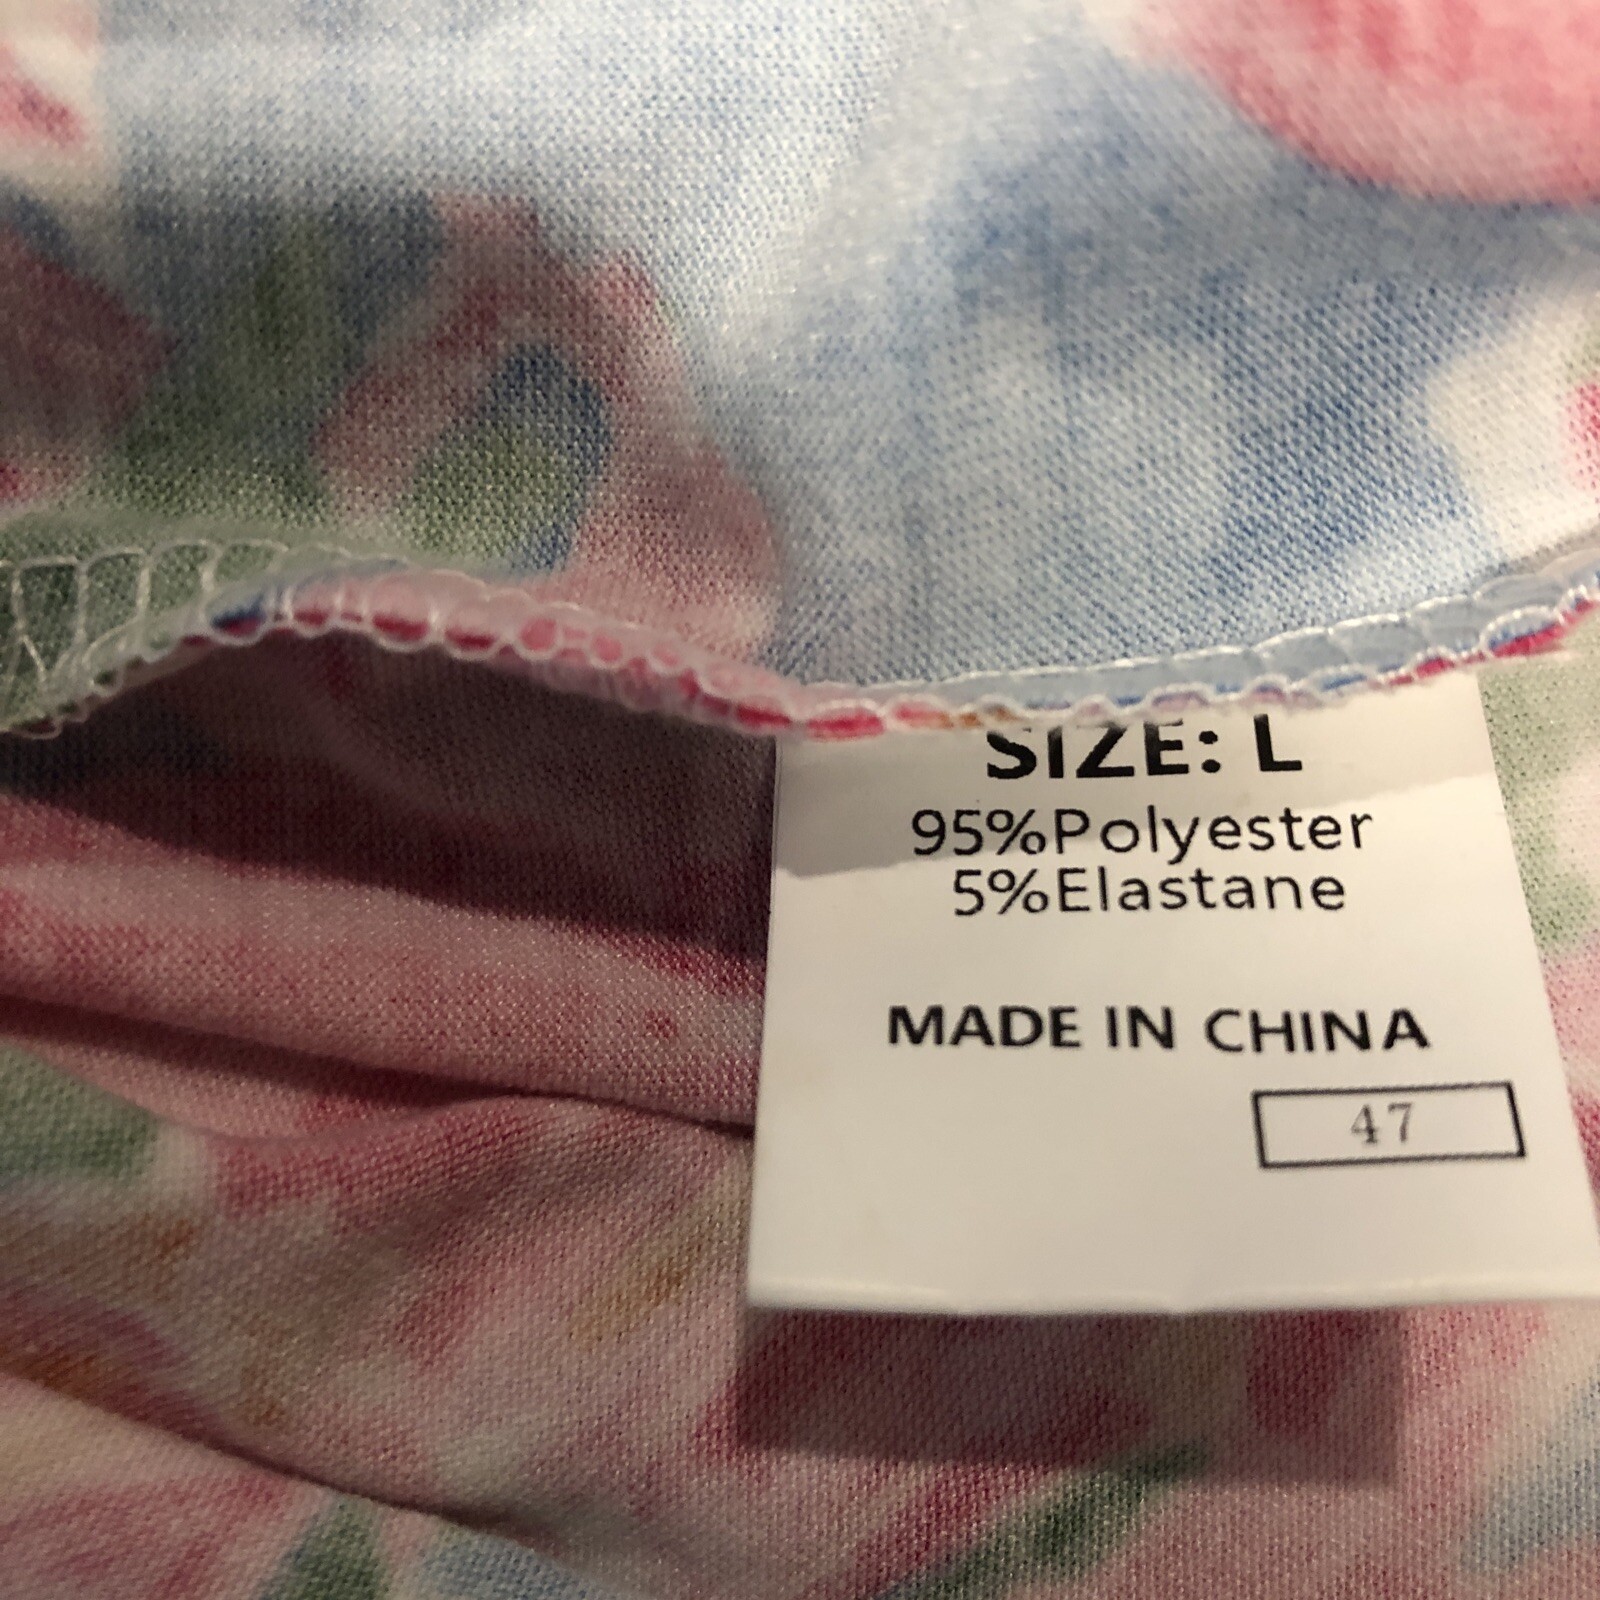 SIZE: L
95%Polyester
5%Elastane
MADE IN CHINA
47